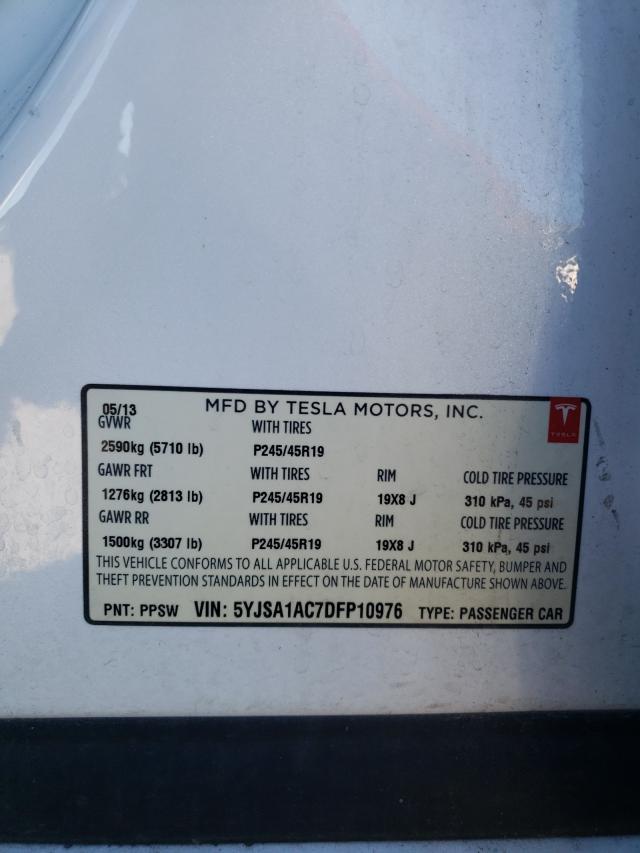 05/13 MFD BY TESLA MOTORS, INC.
GVWR WITH TIRES
2590kg (5710 lb) P245/45R19
GAWR FRT WITH TIRES RIM COLD TIRE PRESSURE
1276kg (2813 lb) P245/45R19 19X8 J 310 kPa, 45 psi
GAWR RR WITH TIRES RIM COLD TIRE PRESSURE
1500kg (3307 lb) P245/45R19 19X8 J 310 kPa, 45 psi
THIS VEHICLE CONFORMS TO ALL APPLICABLE U.S. FEDERAL MOTOR SAFETY, BUMPER AND
THEFT PREVENTION STANDARDS IN EFFECT ON THE DATE OF MANUFACTURE SHOWN ABOVE.
PNT: PPSW VIN: 5YJSA1AC7DFP10976 TYPE: PASSENGER CAR
TESLA